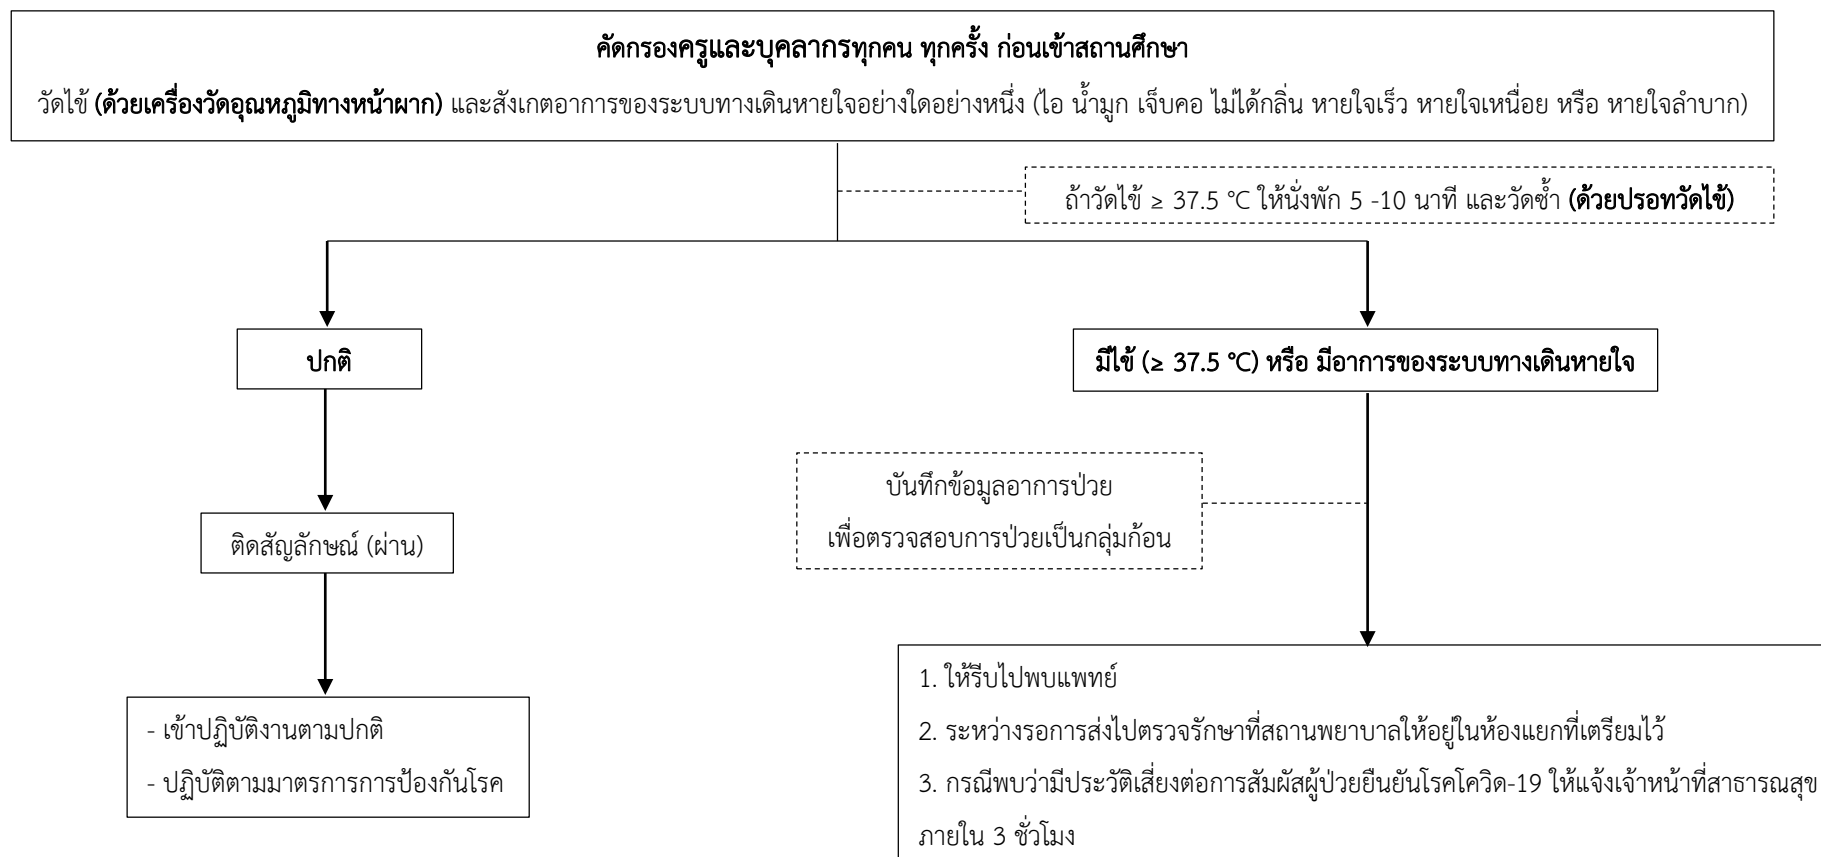 คัดกรองครูและบุคลากรทุกคน ทุกครั้ง ก่อนเข้าสถานศึกษา
วัดไข้ (ด้วยเครื่องวัดอุณหภูมิทางหน้าผาก) และสังเกตอาการของระบบทางเดินหายใจอย่างใดอย่างหนึ่ง (ไอ น้ำมูก เจ็บคอ ไม่ได้กลิ่น หายใจเร็ว หายใจเหนื่อย หรือ หายใจลำบาก)
ถ้าวัดไข้ ≥ 37.5 °C ให้นั่งพัก 5 -10 นาที และวัดซ้ำ (ด้วยปรอทวัดไข้)
ปกติ
มีไข้ (≥ 37.5 °C) หรือ มีอาการของระบบทางเดินหายใจ
บันทึกข้อมูลอาการป่วย
เพื่อตรวจสอบการป่วยเป็นกลุ่มก้อน
ติดสัญลักษณ์ (ผ่าน)
- เข้าปฏิบัติงานตามปกติ
- ปฏิบัติตามมาตรการการป้องกันโรค
1. ให้รีบไปพบแพทย์
2. ระหว่างรอการส่งไปตรวจรักษาที่สถานพยาบาลให้อยู่ในห้องแยกที่เตรียมไว้
3. กรณีพบว่ามีประวัติเสี่ยงต่อการสัมผัสผู้ป่วยยืนยันโรคโควิด-19 ให้แจ้งเจ้าหน้าที่สาธารณสุข
ภายใน 3 ชั่วโมง